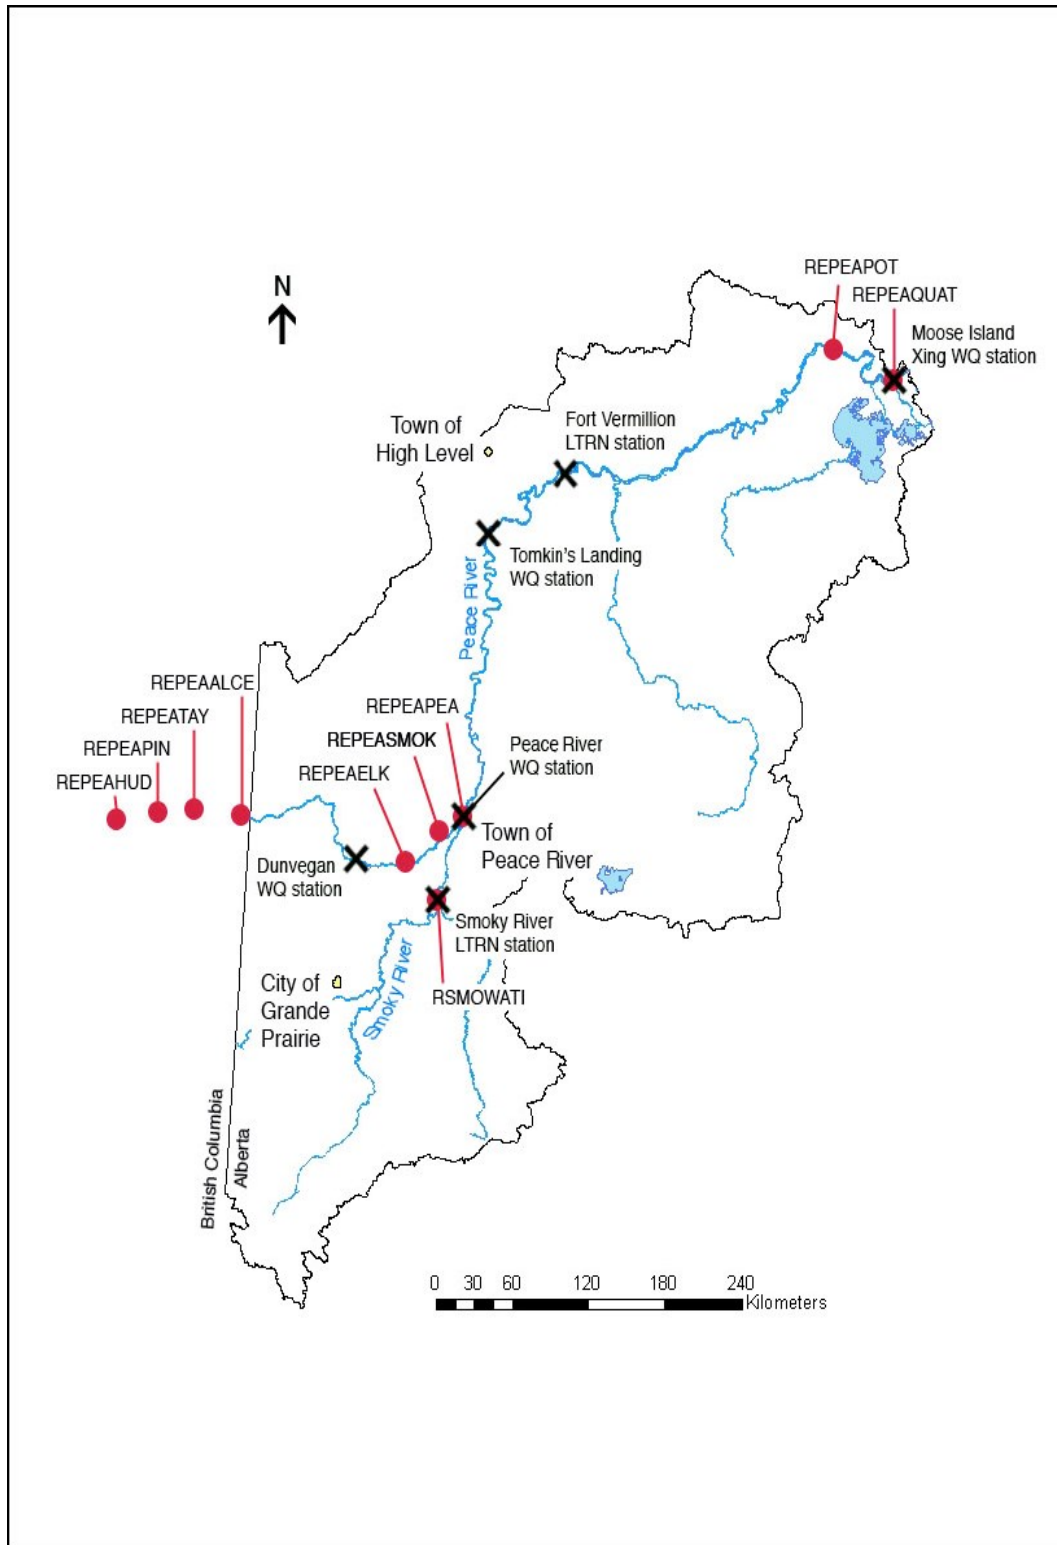 REPEAPOT
REPEAQUAT
N
Moose Island
Xing WQ station
Town of
High Level
Fort Vermillion
LTRN station
Tomkin's Landing
WQ station
Peace River
REPEAALCE
REPEATAY
REPEAPIN
REPEAHUD
REPEAPEA
REPEASMOK
REPEAELK
Peace River
WQ station
Town of
Peace River
Dunvegan
WQ station
Smoky River
LTRN station
Smoky River
RSMOWATI
City of
Grande
Prairie
British Columbia
Alberta
0 30 60 120 180 240
Kilometers